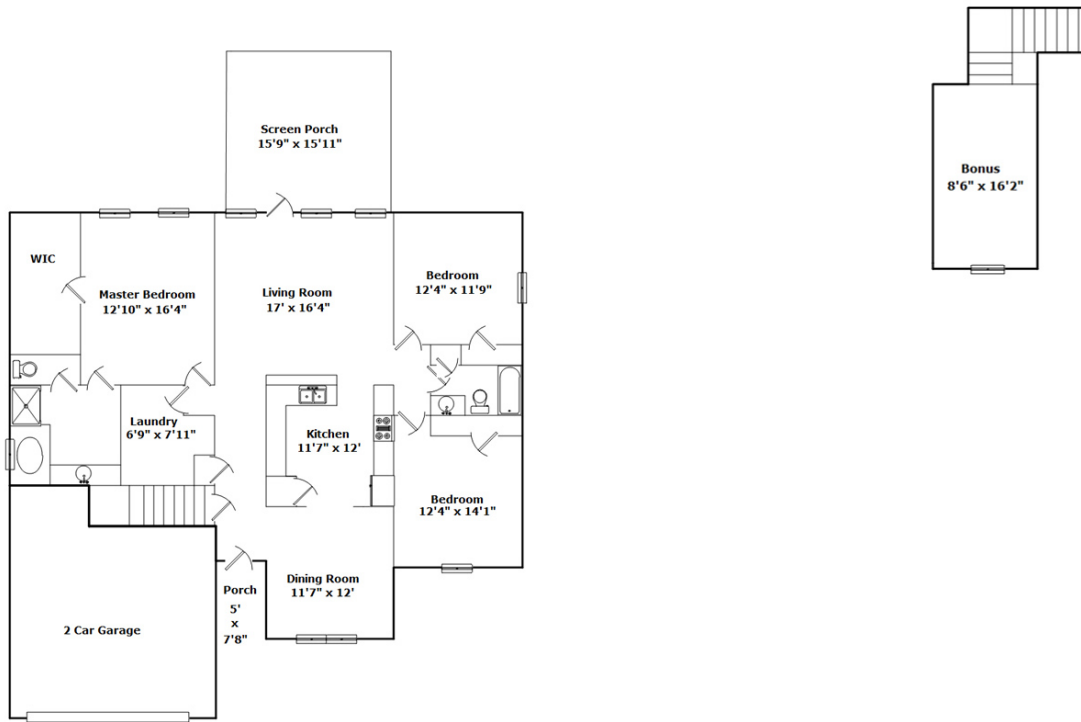 Screen Porch
15'9" x 15'11"
Bonus
8'6" x 16'2"
WIC
Master Bedroom
12'10" x 16'4"
Living Room
17' x 16'4"
Bedroom
12'4" x 11'9"
Laundry
6'9" x 7'11"
Kitchen
11'7" x 12'
Bedroom
12'4" x 14'1"
Dining Room
11'7" x 12'
Porch
5'
x
7'8"
2 Car Garage